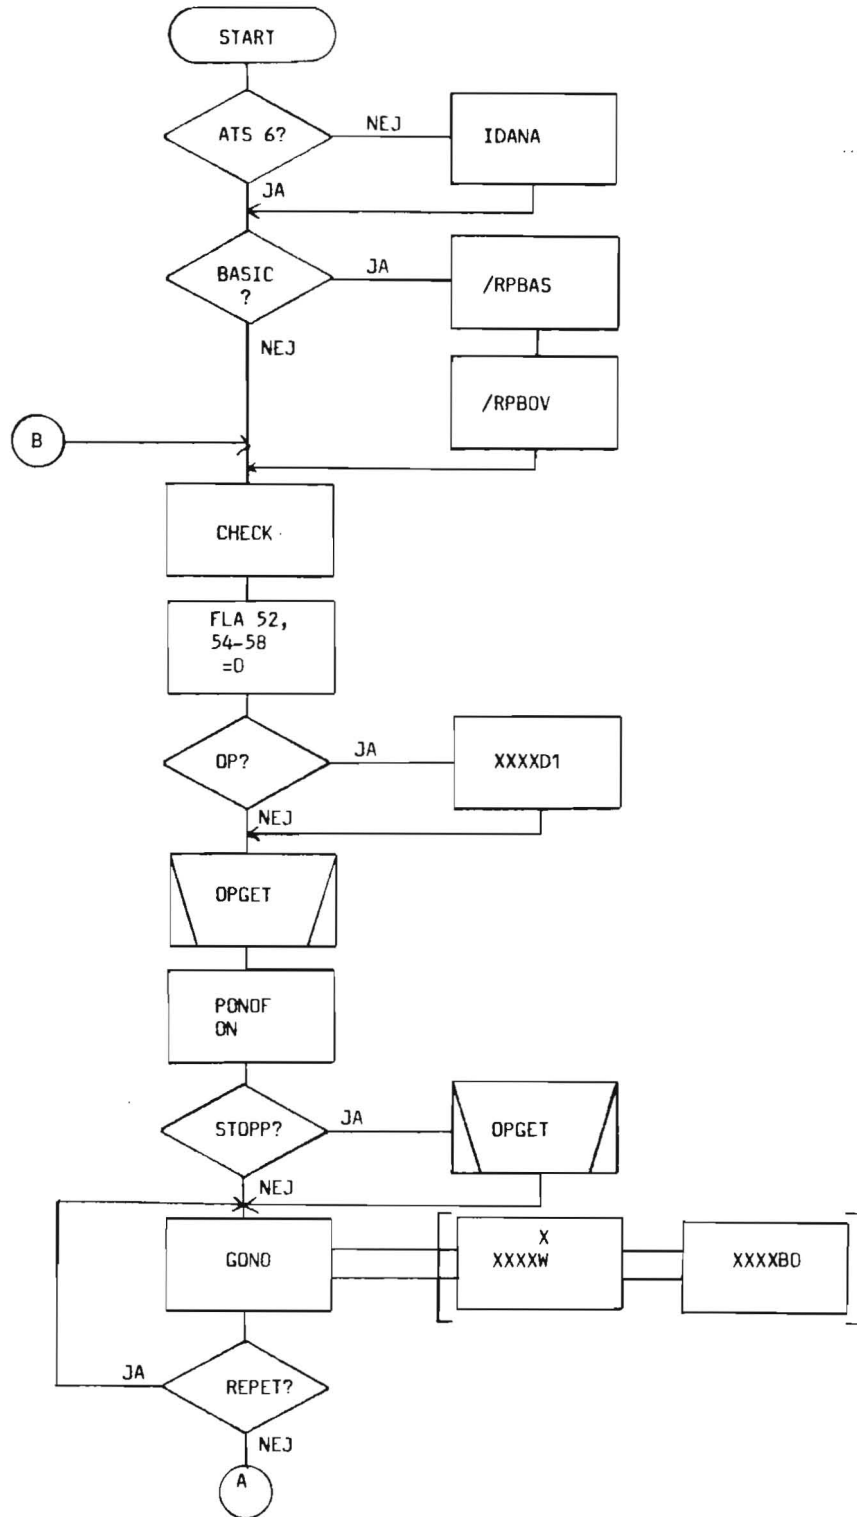 START
ATS 6?
NEJ
IDANA
JA
BASIC
?
JA
/RPBAS
NEJ
/RPBOV
B
CHECK
FLA 52,
54-58
=0
OP?
JA
XXXXD1
NEJ
OPGET
PONOF
ON
STOPP?
JA
OPGET
NEJ
GONO
X
XXXXW
XXXXBO
JA
REPET?
NEJ
A